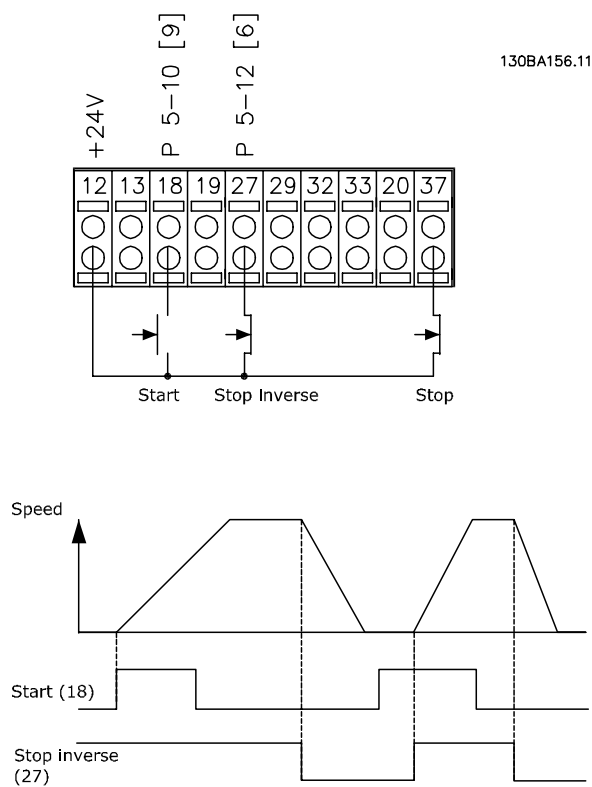 130BA156.11
+24V
P 5-10 [9]
P 5-12 [6]
12 13 18 19 27 29 32 33 20 37
Start Stop Inverse Stop
Speed
Start (18)
Stop inverse
(27)